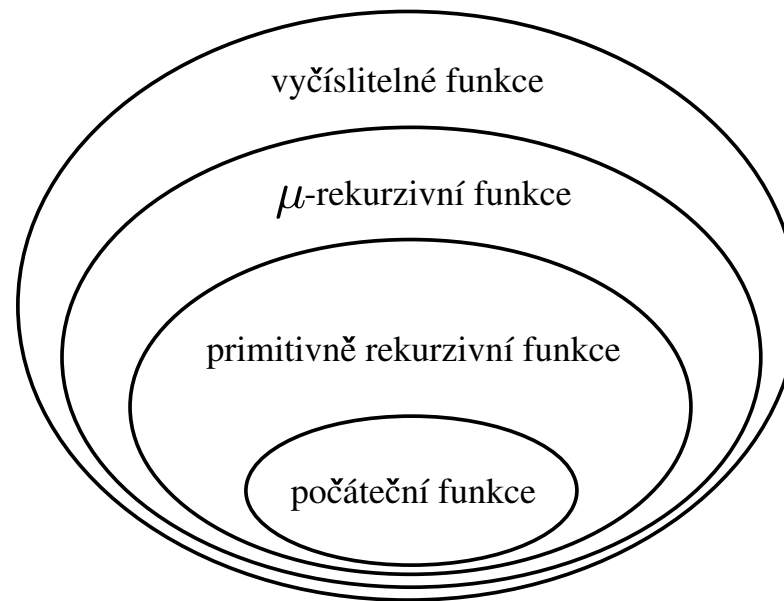 vyčíslitelné funkce
μ-rekurzivní funkce
primitivně rekurzivní funkce
počáteční funkce